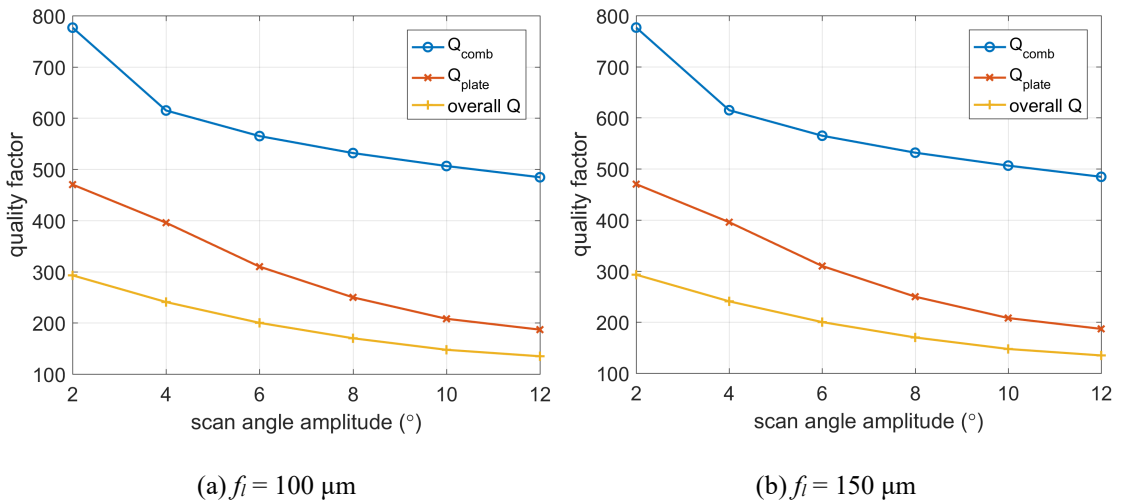 800
700
600
500
400
300
200
100
quality factor
2
4
6
8
10
12
scan angle amplitude (°)
Q_comb
Q_plate
overall Q
(a) f_l = 100 μm
800
700
600
500
400
300
200
100
quality factor
2
4
6
8
10
12
scan angle amplitude (°)
Q_comb
Q_plate
overall Q
(b) f_l = 150 μm